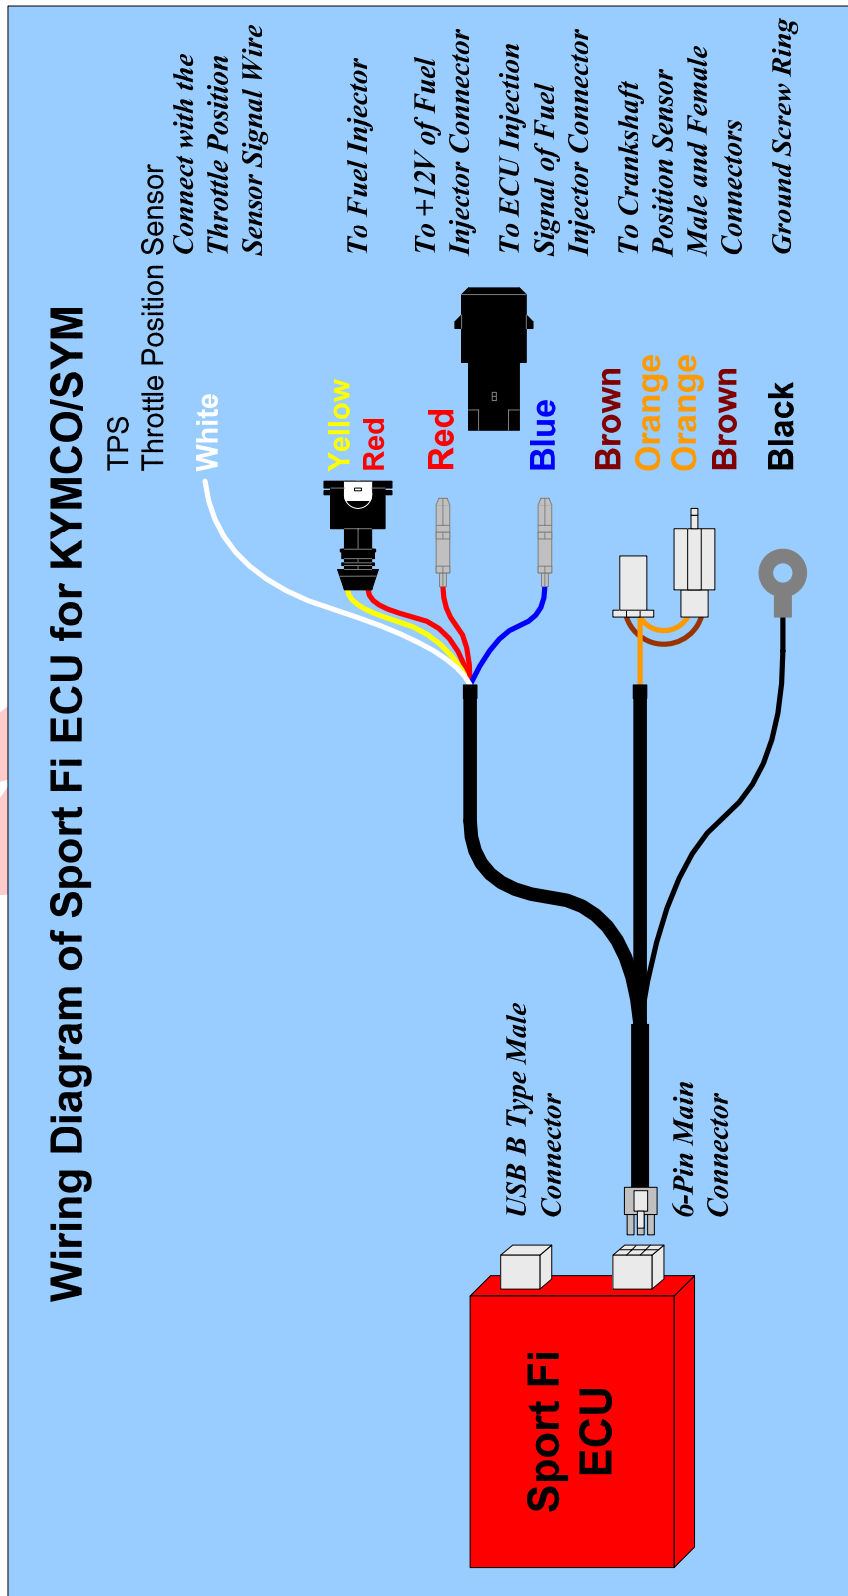 Wiring Diagram of Sport Fi ECU for KYMCO/SYM
TPS
Throttle Position Sensor
Connect with the
Throttle Position
Sensor Signal Wire
White
Yellow
Red
To Fuel Injector
Red
To +12V of Fuel
Injector Connector
Blue
To ECU Injection
Signal of Fuel
Injector Connector
Brown
Orange
Orange
Brown
To Crankshaft
Position Sensor
Male and Female
Connectors
Black
Ground Screw Ring
USB B Type Male
Connector
6-Pin Main
Connector
Sport Fi
ECU